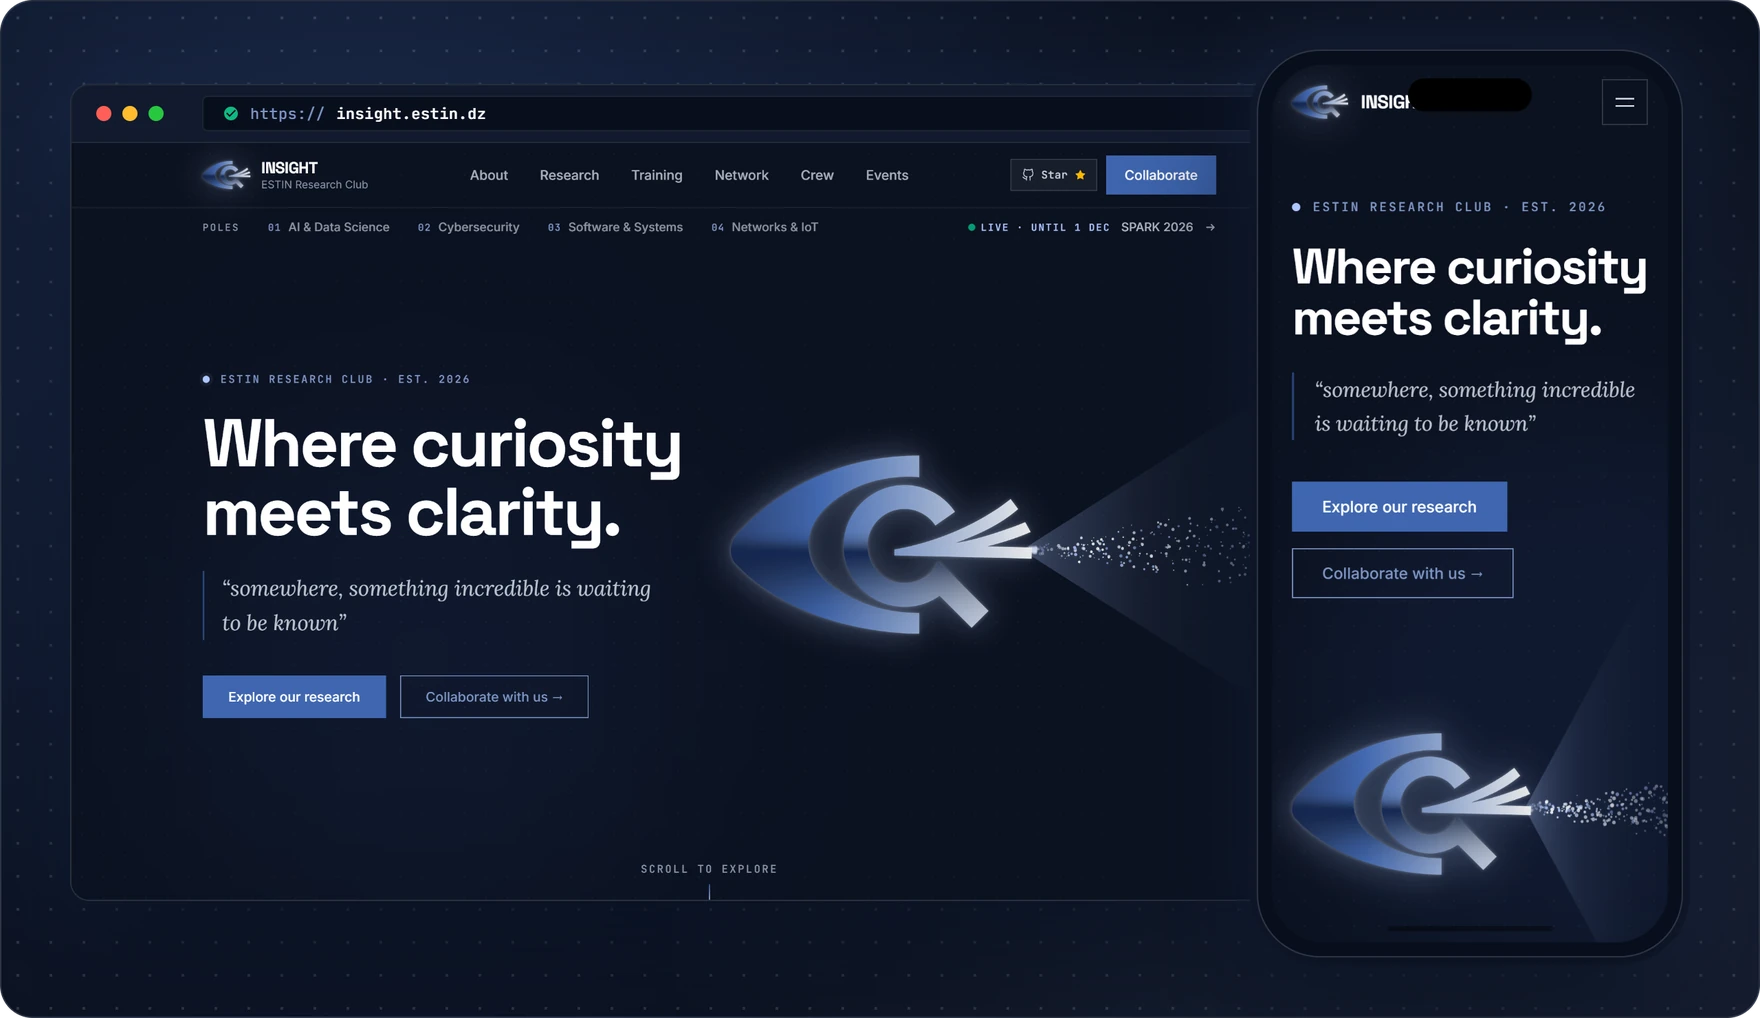 https:// insight.estin.dz
INSIGHT
ESTIN Research Club
About Research Training Network Crew Events
Star
Collaborate
POLES 01 AI & Data Science 02 Cybersecurity 03 Software & Systems 04 Networks & IoT
LIVE · UNTIL 1 DEC SPARK 2026 →
ESTIN RESEARCH CLUB · EST. 2026
Where curiosity
meets clarity.
“somewhere, something incredible is waiting
to be known”
Explore our research
Collaborate with us →
SCROLL TO EXPLORE
INSIGH
ESTIN RESEARCH CLUB · EST. 2026
Where curiosity
meets clarity.
“somewhere, something incredible
is waiting to be known”
Explore our research
Collaborate with us →